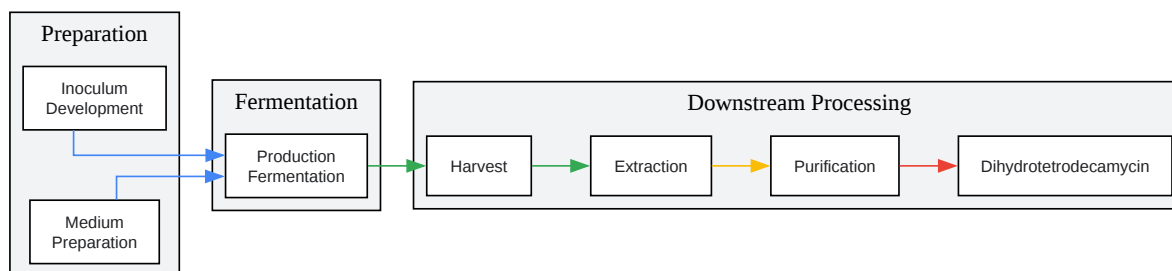 Preparation
Inoculum
Development
Medium
Preparation
Fermentation
Production
Fermentation
Downstream Processing
Harvest
Extraction
Purification
Dihydrotetrodecamycin